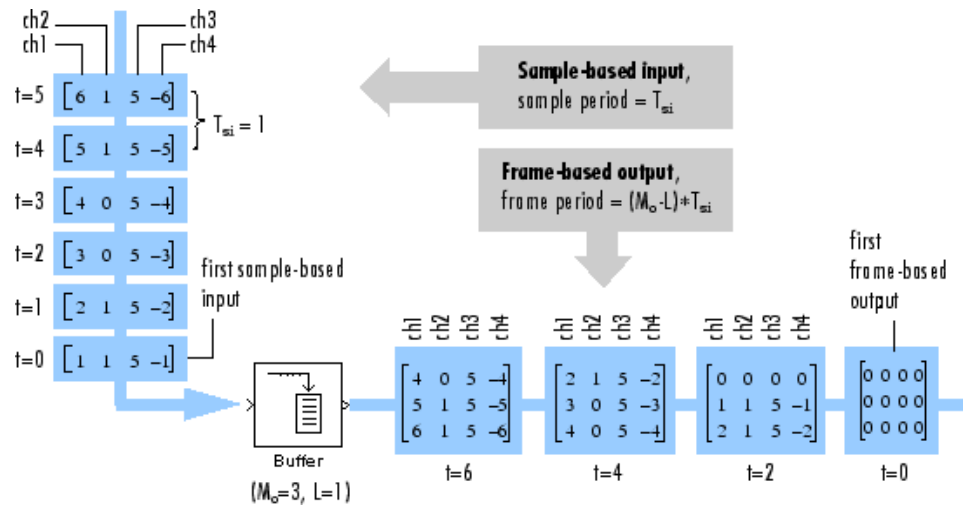 ch2
ch1
ch3
ch4
t=5 [6 1 5 -6]
t=4 [5 1 5 -5]
t=3 [4 0 5 -4]
t=2 [3 0 5 -3]
t=1 [2 1 5 -2]
t=0 [1 1 5 -1]
T_si = 1
first sample-based
input
Sample-based input,
sample period = T_si
Frame-based output,
frame period = (M_o-L)*T_si
first
frame-based
output
Buffer
(M_o=3, L=1)
ch1 ch2 ch3 ch4
4 0 5 -4
5 1 5 -5
6 1 5 -6
t=6
ch1 ch2 ch3 ch4
2 1 5 -2
3 0 5 -3
4 0 5 -4
t=4
ch1 ch2 ch3 ch4
0 0 0 0
1 1 5 -1
2 1 5 -2
t=2
0 0 0 0
0 0 0 0
0 0 0 0
t=0